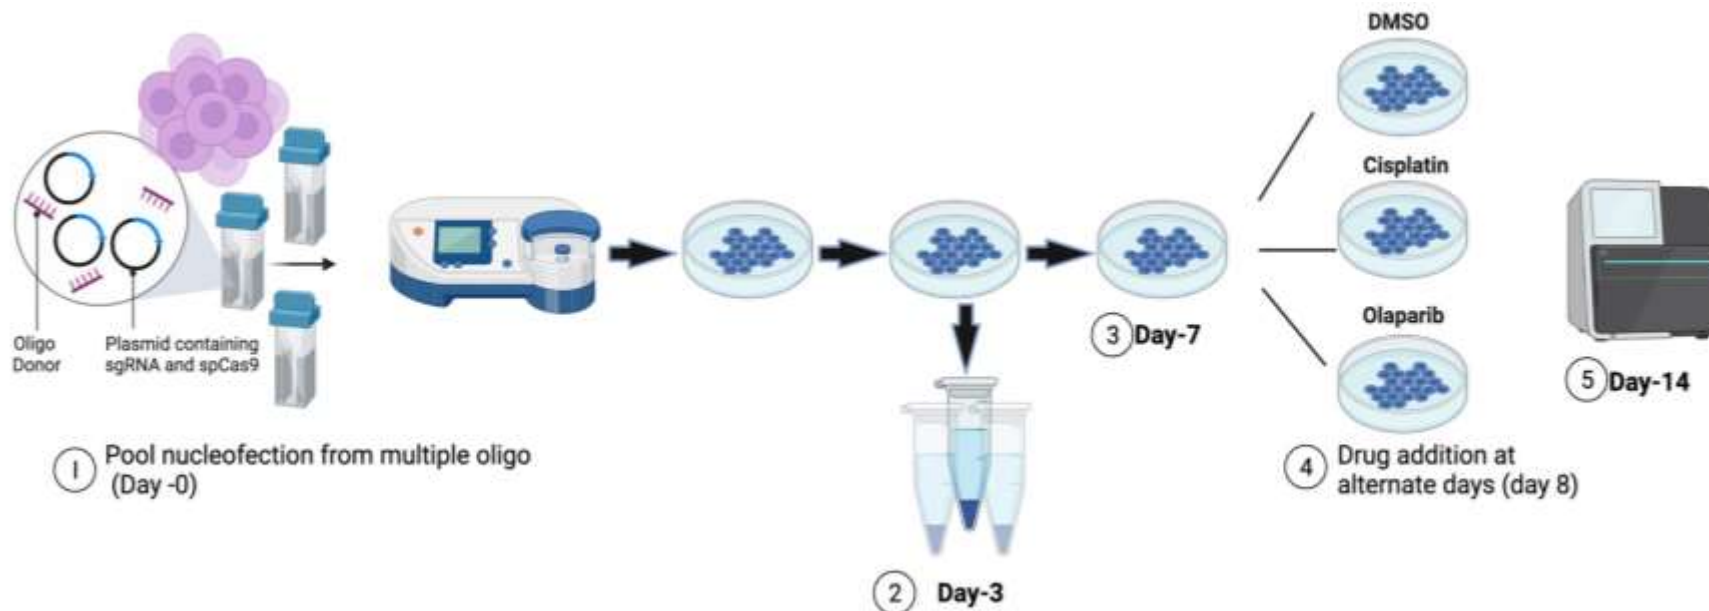 Oligo
Donor
Plasmid containing
sgRNA and spCas9
1 Pool nucleofection from multiple oligo
(Day -0)
2 Day-3
3 Day-7
DMSO
Cisplatin
Olaparib
4 Drug addition at
alternate days (day 8)
5 Day-14